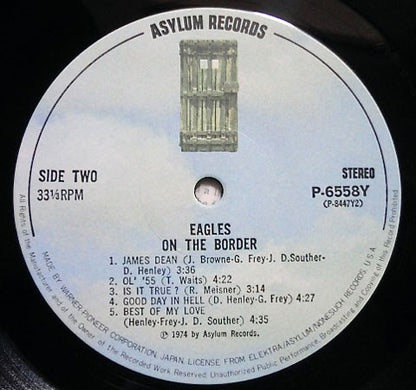 ASYLUM RECORDS
SIDE TWO
33⅓RPM
STEREO
P-6558Y
(P-8447Y2)
EAGLES
ON THE BORDER
1. JAMES DEAN (J. Browne-G. Frey-J. D.Souther-
D. Henley) 3:36
2. OL' '55 (T. Waits) 4:22
3. IS IT TRUE? (R. Meisner) 3:14
4. GOOD DAY IN HELL (D. Henley-G. Frey) 4:27
5. BEST OF MY LOVE
(Henley-Frey-J. D. Souther) 4:35
℗ 1974 by Asylum Records.
MADE BY WARNER PIONEER CORPORATION, JAPAN, LICENSE FROM ELEKTRA/ASYLUM/NONESUCH RECORDS, U.S.A.
All Rights of the Manufacturer and of the Owner of the Recorded Work Reserved. Unauthorized Public Performance, Broadcasting and Copying of this Record Prohibited.